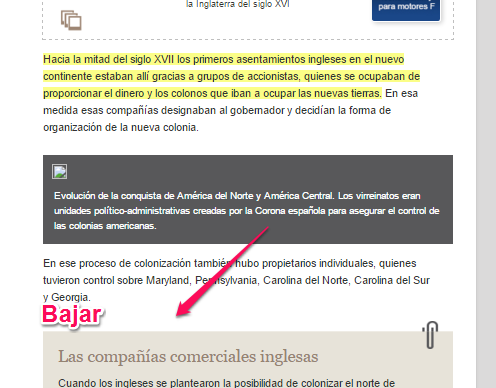 la Inglaterra del siglo XVI
para motores F
Hacia la mitad del siglo XVII los primeros asentamientos ingleses en el nuevo
continente estaban allí gracias a grupos de accionistas, quienes se ocupaban de
proporcionar el dinero y los colonos que iban a ocupar las nuevas tierras. En esa
medida esas compañías designaban al gobernador y decidían la forma de
organización de la nueva colonia.
Evolución de la conquista de América del Norte y América Central. Los virreinatos eran
unidades político-administrativas creadas por la Corona española para asegurar el control de
las colonias americanas.
En ese proceso de colonización también hubo propietarios individuales, quienes
tuvieron control sobre Maryland, Pensylvania, Carolina del Norte, Carolina del Sur
y Georgia.
Bajar
Las compañías comerciales inglesas
Cuando los ingleses se plantearon la posibilidad de colonizar el norte de